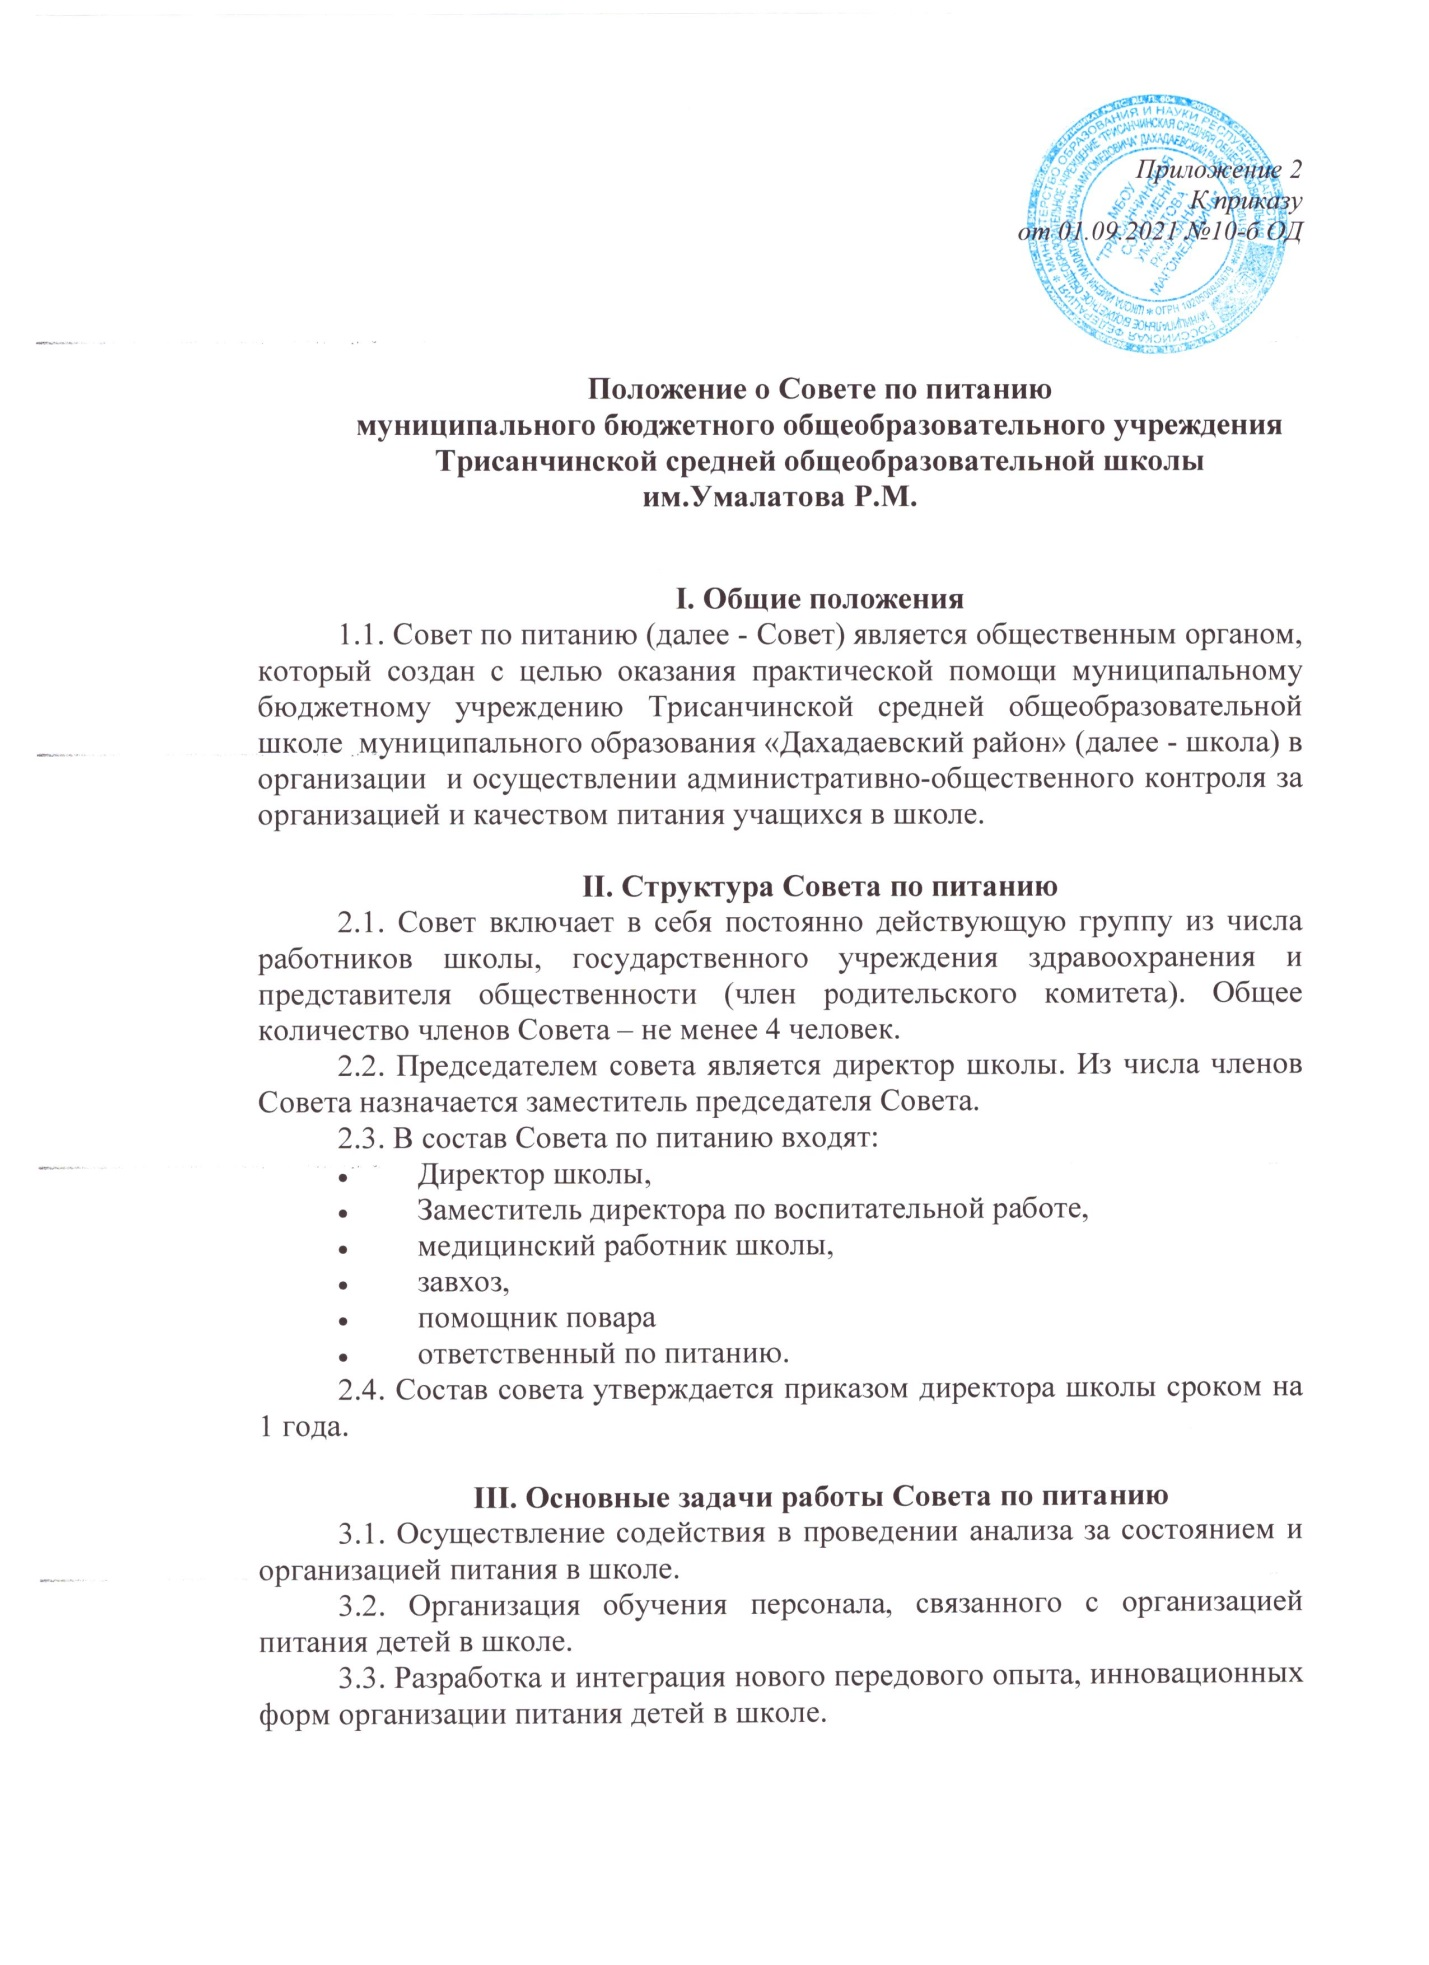 Приложение 2
К приказу
от 01.09.2021 №10-б ОД
МБОУ
Положение о Совете по питанию
муниципального бюджетного общеобразовательного учреждения
Трисанчинской средней общеобразовательной школы
им.Умалатова Р.М.
I. Общие положения
1.1. Совет по питанию (далее - Совет) является общественным органом,
который создан с целью оказания практической помощи муниципальному
бюджетному учреждению Трисанчинской средней общеобразовательной
школе муниципального образования «Дахадаевский район» (далее - школа) в
организации и осуществлении административно-общественного контроля за
организацией и качеством питания учащихся в школе.
II. Структура Совета по питанию
2.1. Совет включает в себя постоянно действующую группу из числа
работников школы, государственного учреждения здравоохранения и
представителя общественности (член родительского комитета). Общее
количество членов Совета – не менее 4 человек.
2.2. Председателем совета является директор школы. Из числа членов
Совета назначается заместитель председателя Совета.
2.3. В состав Совета по питанию входят:
• Директор школы,
• Заместитель директора по воспитательной работе,
• медицинский работник школы,
• завхоз,
• помощник повара
• ответственный по питанию.
2.4. Состав совета утверждается приказом директора школы сроком на
1 года.
III. Основные задачи работы Совета по питанию
3.1. Осуществление содействия в проведении анализа за состоянием и
организацией питания в школе.
3.2. Организация обучения персонала, связанного с организацией
питания детей в школе.
3.3. Разработка и интеграция нового передового опыта, инновационных
форм организации питания детей в школе.